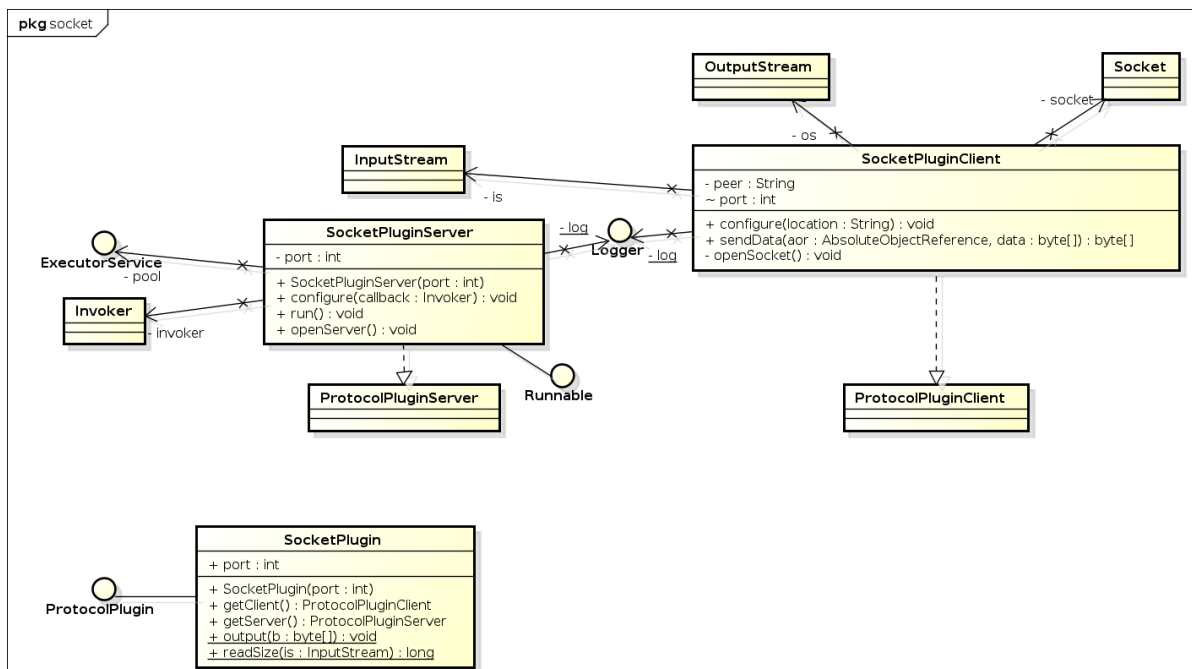 pkg socket
OutputStream
Socket
- socket
- os
InputStream
- is
SocketPluginClient
- peer : String
~ port : int
+ configure(location : String) : void
+ sendData(aor : AbsoluteObjectReference, data : byte[]) : byte[]
- openSocket() : void
SocketPluginServer
- port : int
+ SocketPluginServer(port : int)
+ configure(callback : Invoker) : void
+ run() : void
+ openServer() : void
- log
Logger
- log
ExecutorService
- pool
Invoker
- invoker
ProtocolPluginServer
Runnable
ProtocolPluginClient
SocketPlugin
+ port : int
+ SocketPlugin(port : int)
+ getClient() : ProtocolPluginClient
+ getServer() : ProtocolPluginServer
+ output(b : byte[]) : void
+ readSize(is : InputStream) : long
ProtocolPlugin